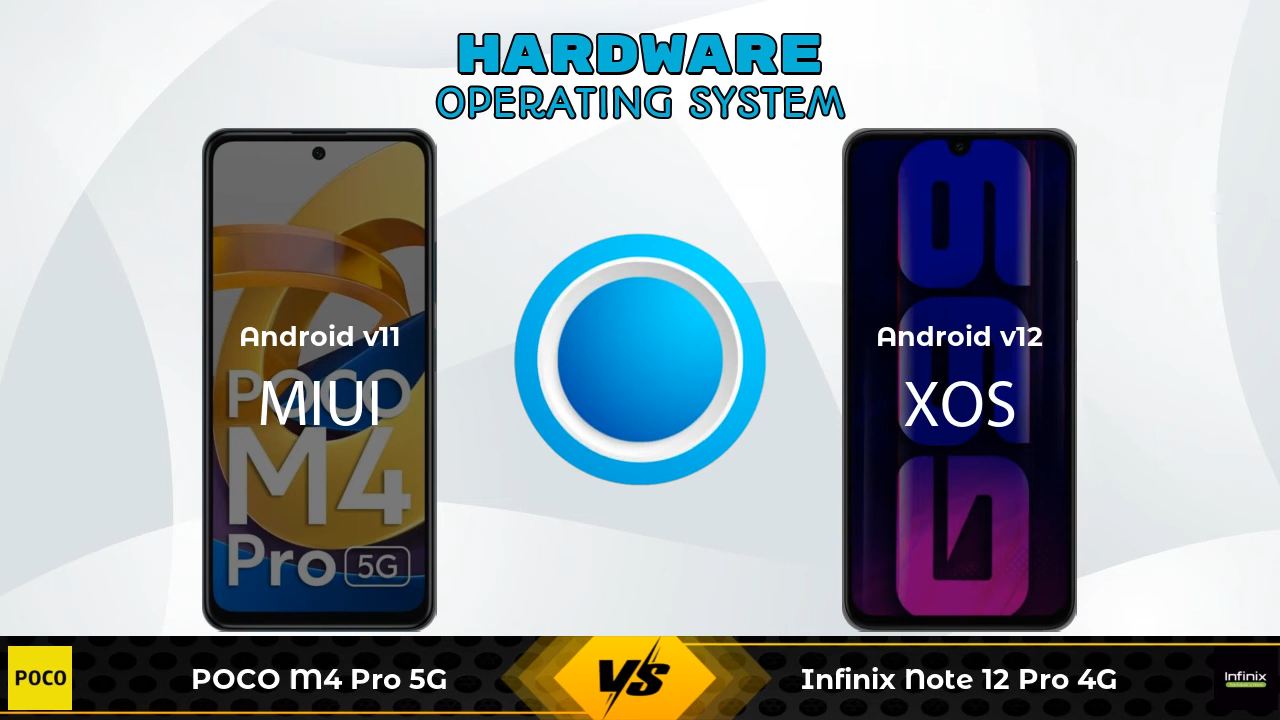 HARDWARE
OPERATING SYSTEM
Android v11
MIUI
POCO
M4
Pro 5G
Android v12
XOS
POCO
POCO M4 Pro 5G
VS
Infinix Note 12 Pro 4G
Infinix